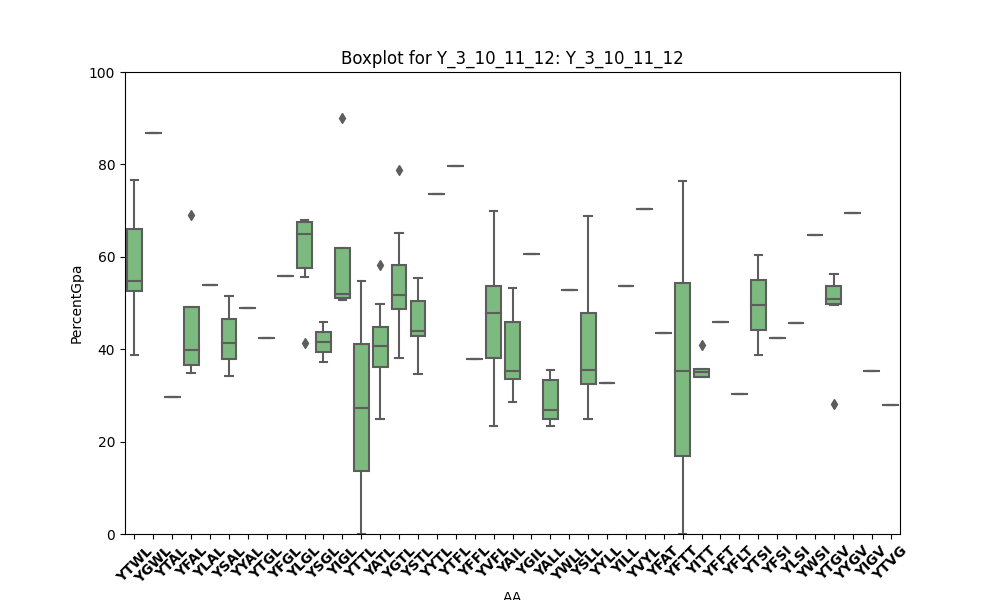 Boxplot for Y_3_10_11_12: Y_3_10_11_12
PercentGpa
100
80
60
40
20
0
YTWL
YGWL
YTAL
YFAL
YLAL
YSAL
YYAL
YTGL
YFGL
YLGL
YSGL
YIGL
YTTL
YATL
YGTL
YSTL
YYTL
YTFL
YFFL
YVFL
YAIL
YGIL
YALL
YWLL
YSLL
YYLL
YILL
YVYL
YFAT
YFTT
YITT
YFFT
YFLT
YTSI
YFSI
YLSI
YWSI
YTGV
YYGV
YIGV
YTVG
AA